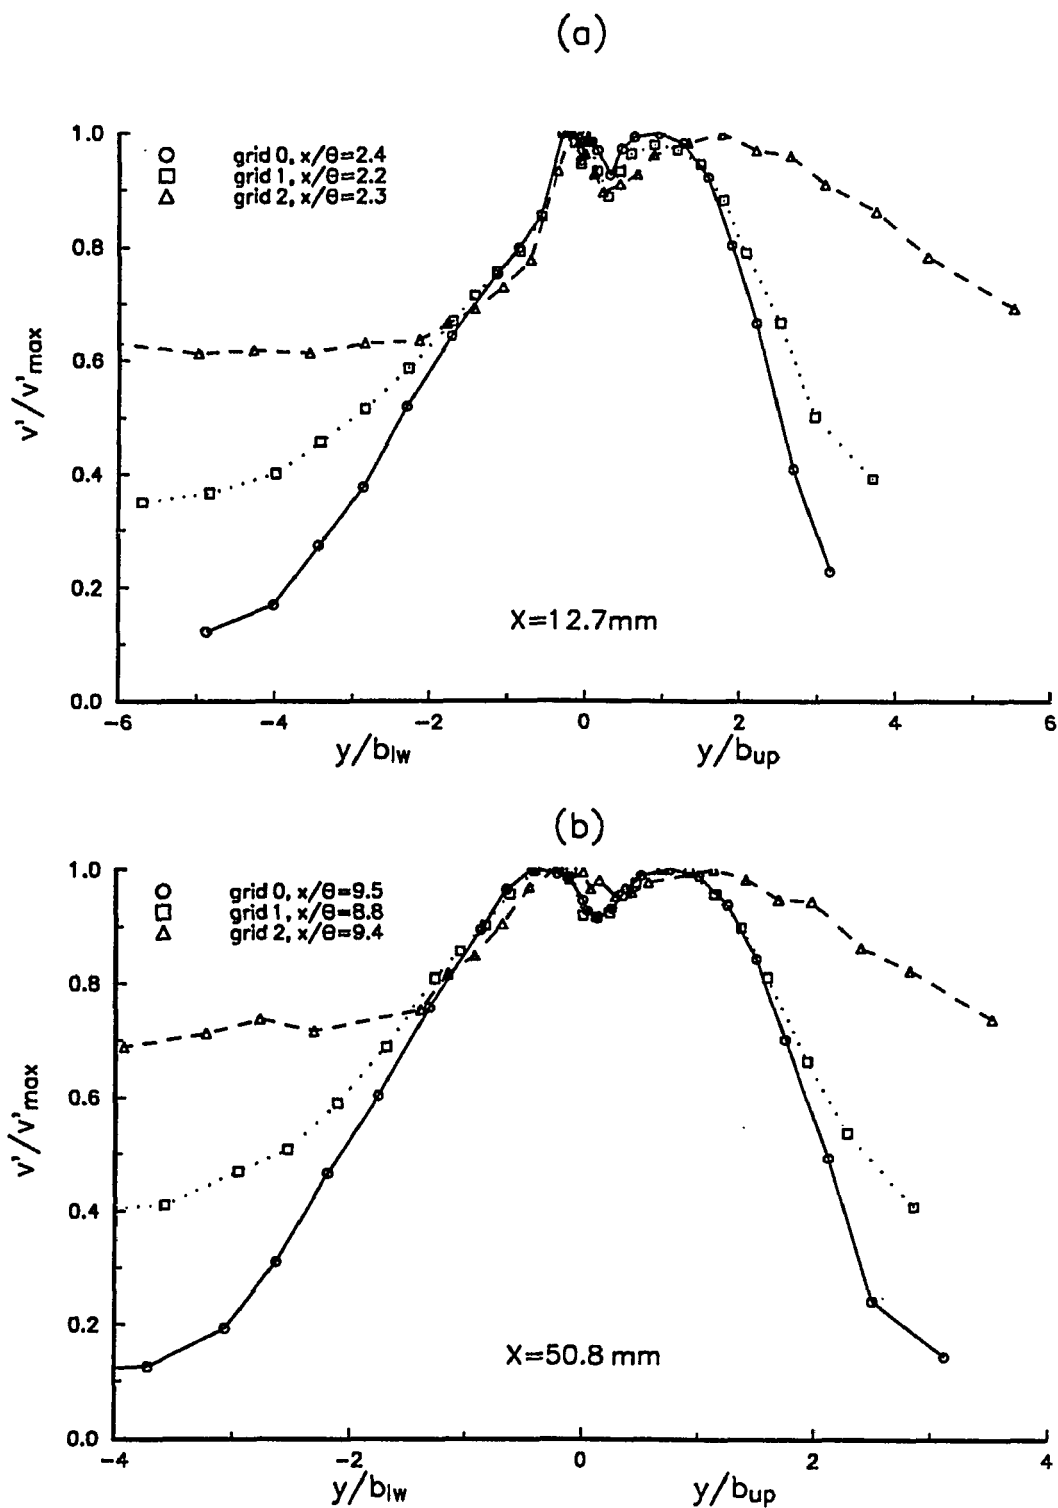 (a)
1.0
grid 0, x/θ=2.4
grid 1, x/θ=2.2
grid 2, x/θ=2.3
0.8
0.6
v'/v'max
0.4
0.2
X=12.7mm
0.0
-6 -4 -2 0 2 4 6
y/blw y/bup
(b)
1.0
grid 0, x/θ=9.5
grid 1, x/θ=8.8
grid 2, x/θ=9.4
0.8
0.6
v'/v'max
0.4
0.2
X=50.8 mm
0.0
-4 -2 0 2 4
y/blw y/bup